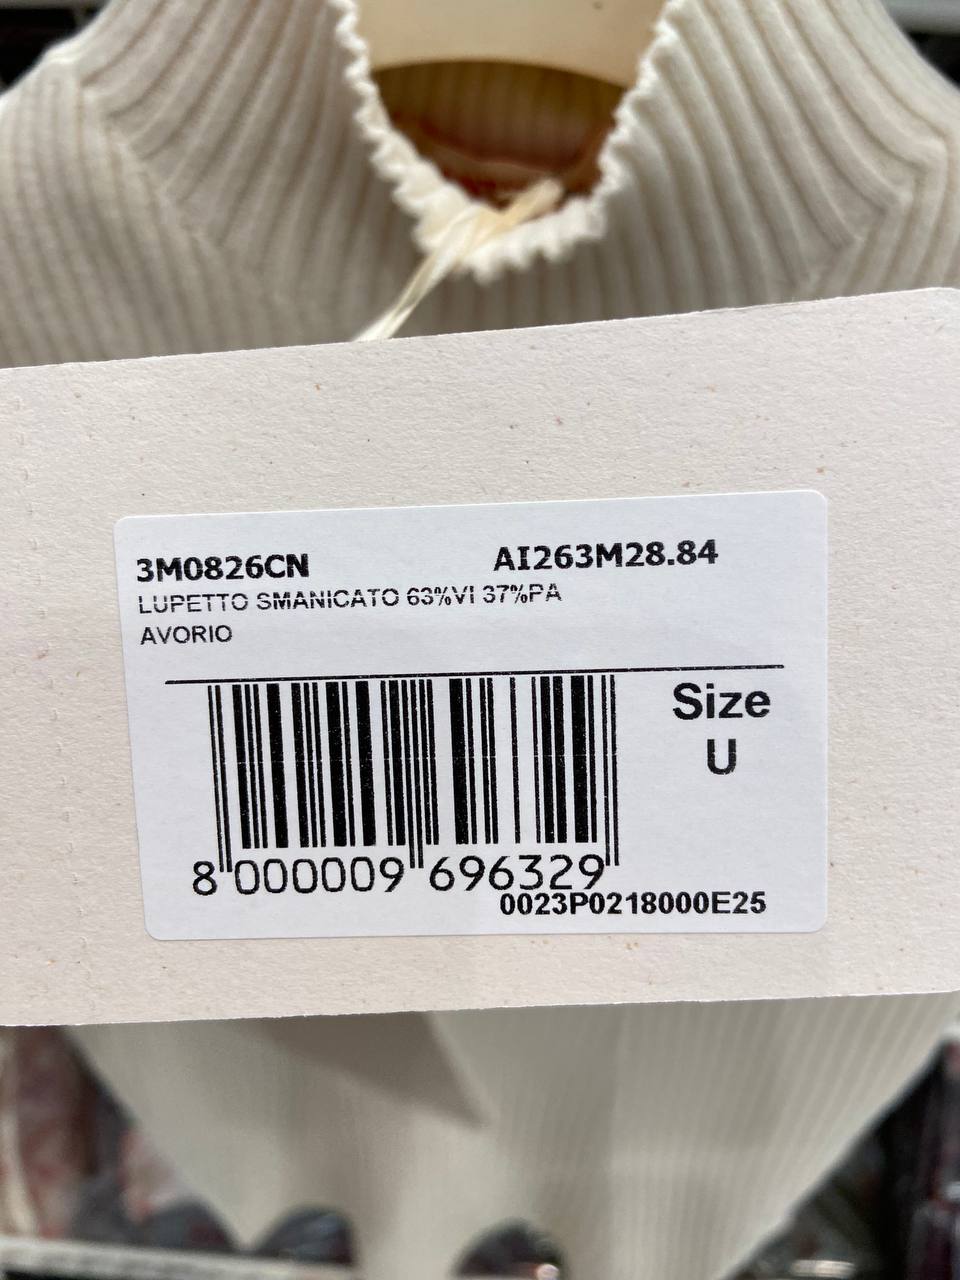 3M0826CN AI263M28.84
LUPETTO SMANICATO 63%VI 37%PA
AVORIO
Size
U
8 000009 696329
0023P0218000E25